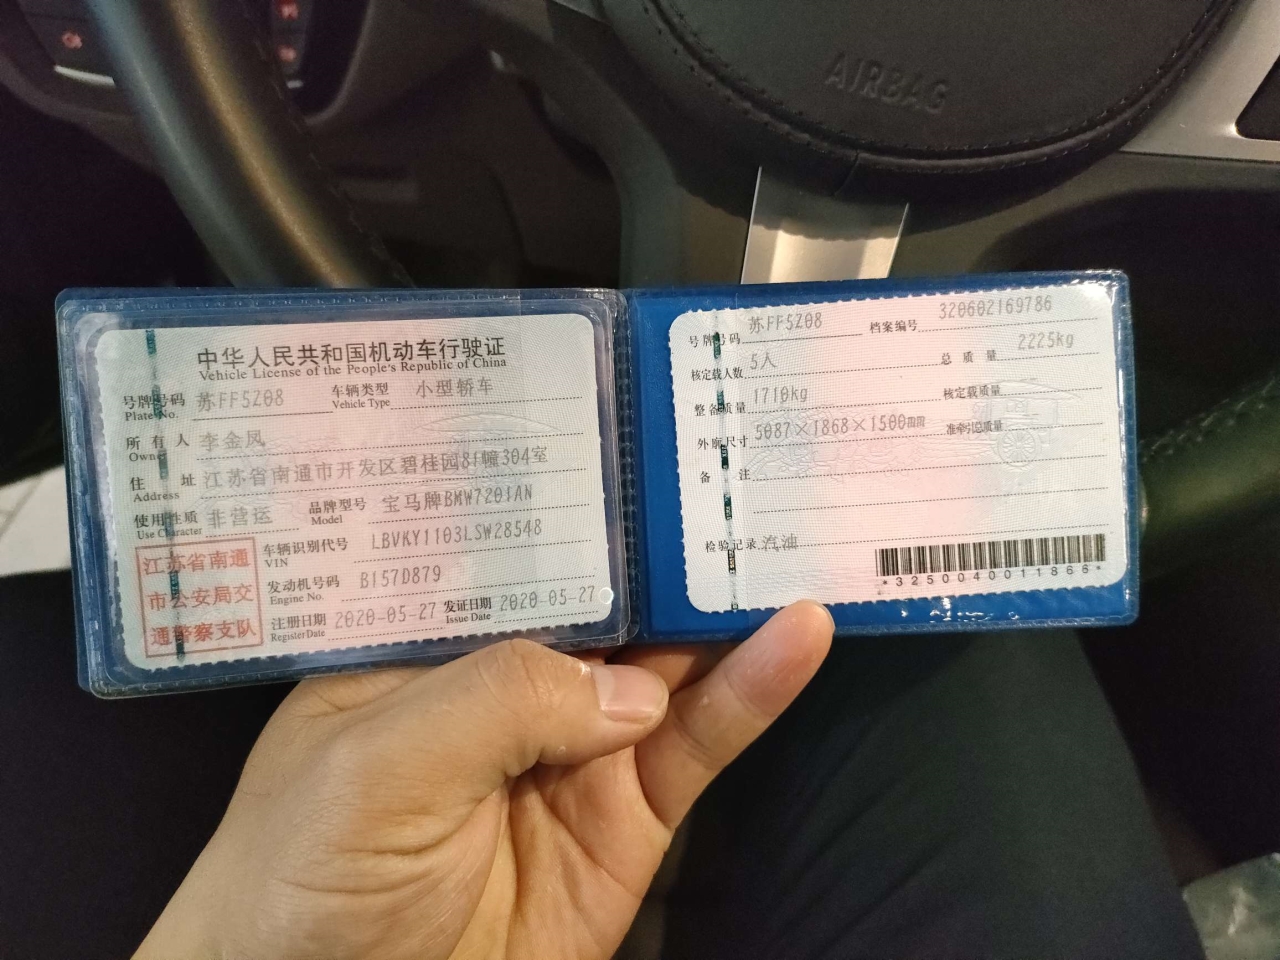 AIRBAG
中华人民共和国机动车行驶证
Vehicle License of the People's Republic of China
号牌号码 苏FF5Z08 车辆类型 小型轿车
Plate No. Vehicle Type
所有人 李金凤
Owner
住址 江苏省南通市开发区碧桂园81幢304室
Address
使用性质 非营运 品牌型号 宝马牌BMW7201AN
Use Character Model
江苏省南通
市公安局交
通警察支队
车辆识别代号 LBVKY1103LSW28548
VIN
发动机号码 B157D879
Engine No.
注册日期 2020-05-27 发证日期 2020-05-27
Register Date Issue Date
号牌号码 苏FF5Z08 档案编号 320602169786
核定载人数 5人 总质量 2225kg
整备质量 1710kg 核定载质量
外廓尺寸 5087×1868×1500mm 准牵引总质量
备注
检验记录 汽油
*3250040011866*